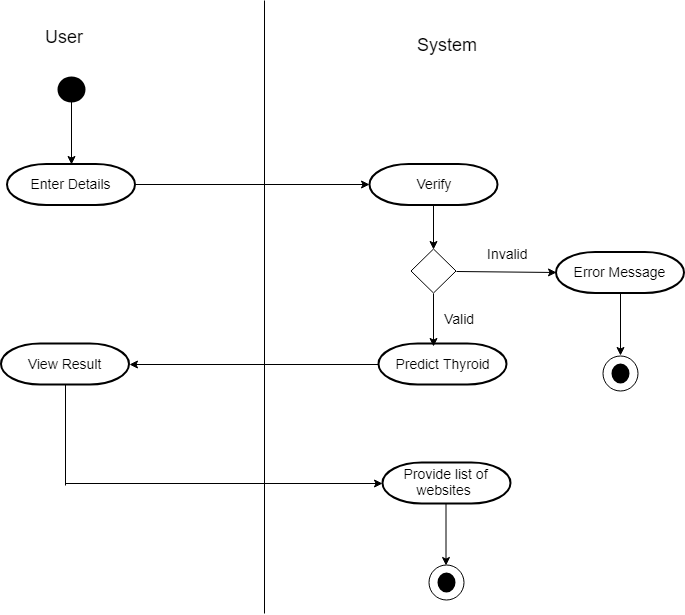 User
System
Enter Details
Verify
Invalid
Error Message
Valid
View Result
Predict Thyroid
Provide list of
websites